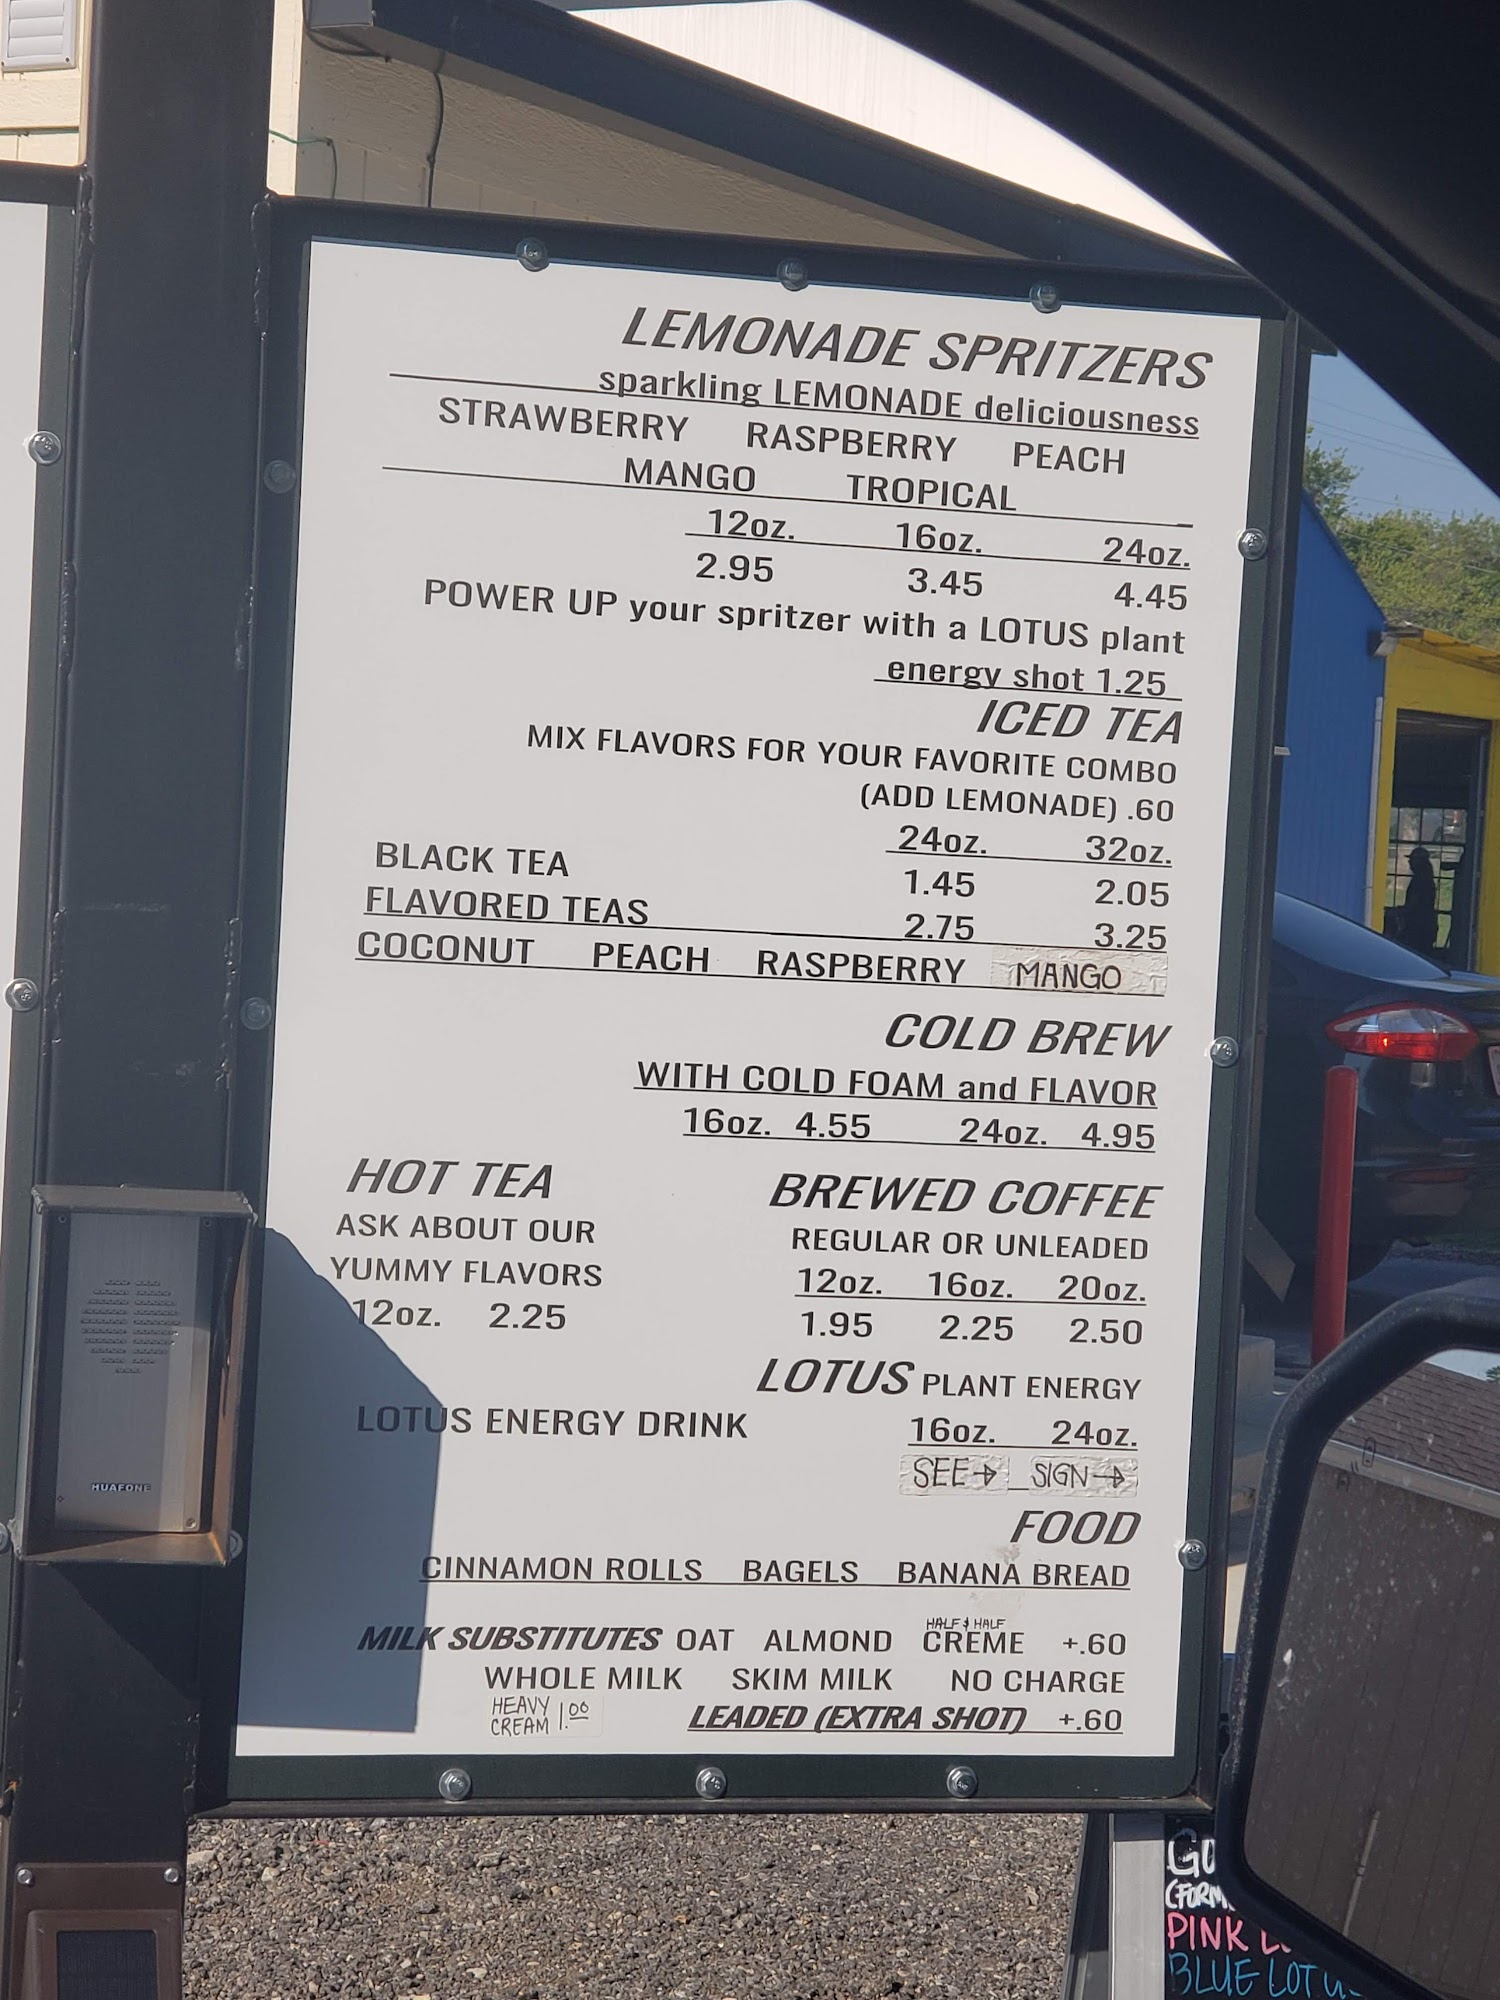 LEMONADE SPRITZERS
sparkling LEMONADE deliciousness
STRAWBERRY RASPBERRY PEACH
MANGO TROPICAL
12oz. 16oz. 24oz.
2.95 3.45 4.45
POWER UP your spritzer with a LOTUS plant
energy shot 1.25
ICED TEA
MIX FLAVORS FOR YOUR FAVORITE COMBO
(ADD LEMONADE) .60
24oz. 32oz.
BLACK TEA 1.45 2.05
FLAVORED TEAS 2.75 3.25
COCONUT PEACH RASPBERRY MANGO
COLD BREW
WITH COLD FOAM and FLAVOR
16oz. 4.55 24oz. 4.95
HOT TEA
ASK ABOUT OUR
YUMMY FLAVORS
12oz. 2.25
BREWED COFFEE
REGULAR OR UNLEADED
12oz. 16oz. 20oz.
1.95 2.25 2.50
LOTUS PLANT ENERGY
LOTUS ENERGY DRINK 16oz. 24oz.
SEE→ SIGN→
FOOD
CINNAMON ROLLS BAGELS BANANA BREAD
HALF & HALF
MILK SUBSTITUTES OAT ALMOND CREME +.60
WHOLE MILK SKIM MILK NO CHARGE
HEAVY
CREAM 1.00
LEADED (EXTRA SHOT) +.60
HUAFONE
PINK
BLUE